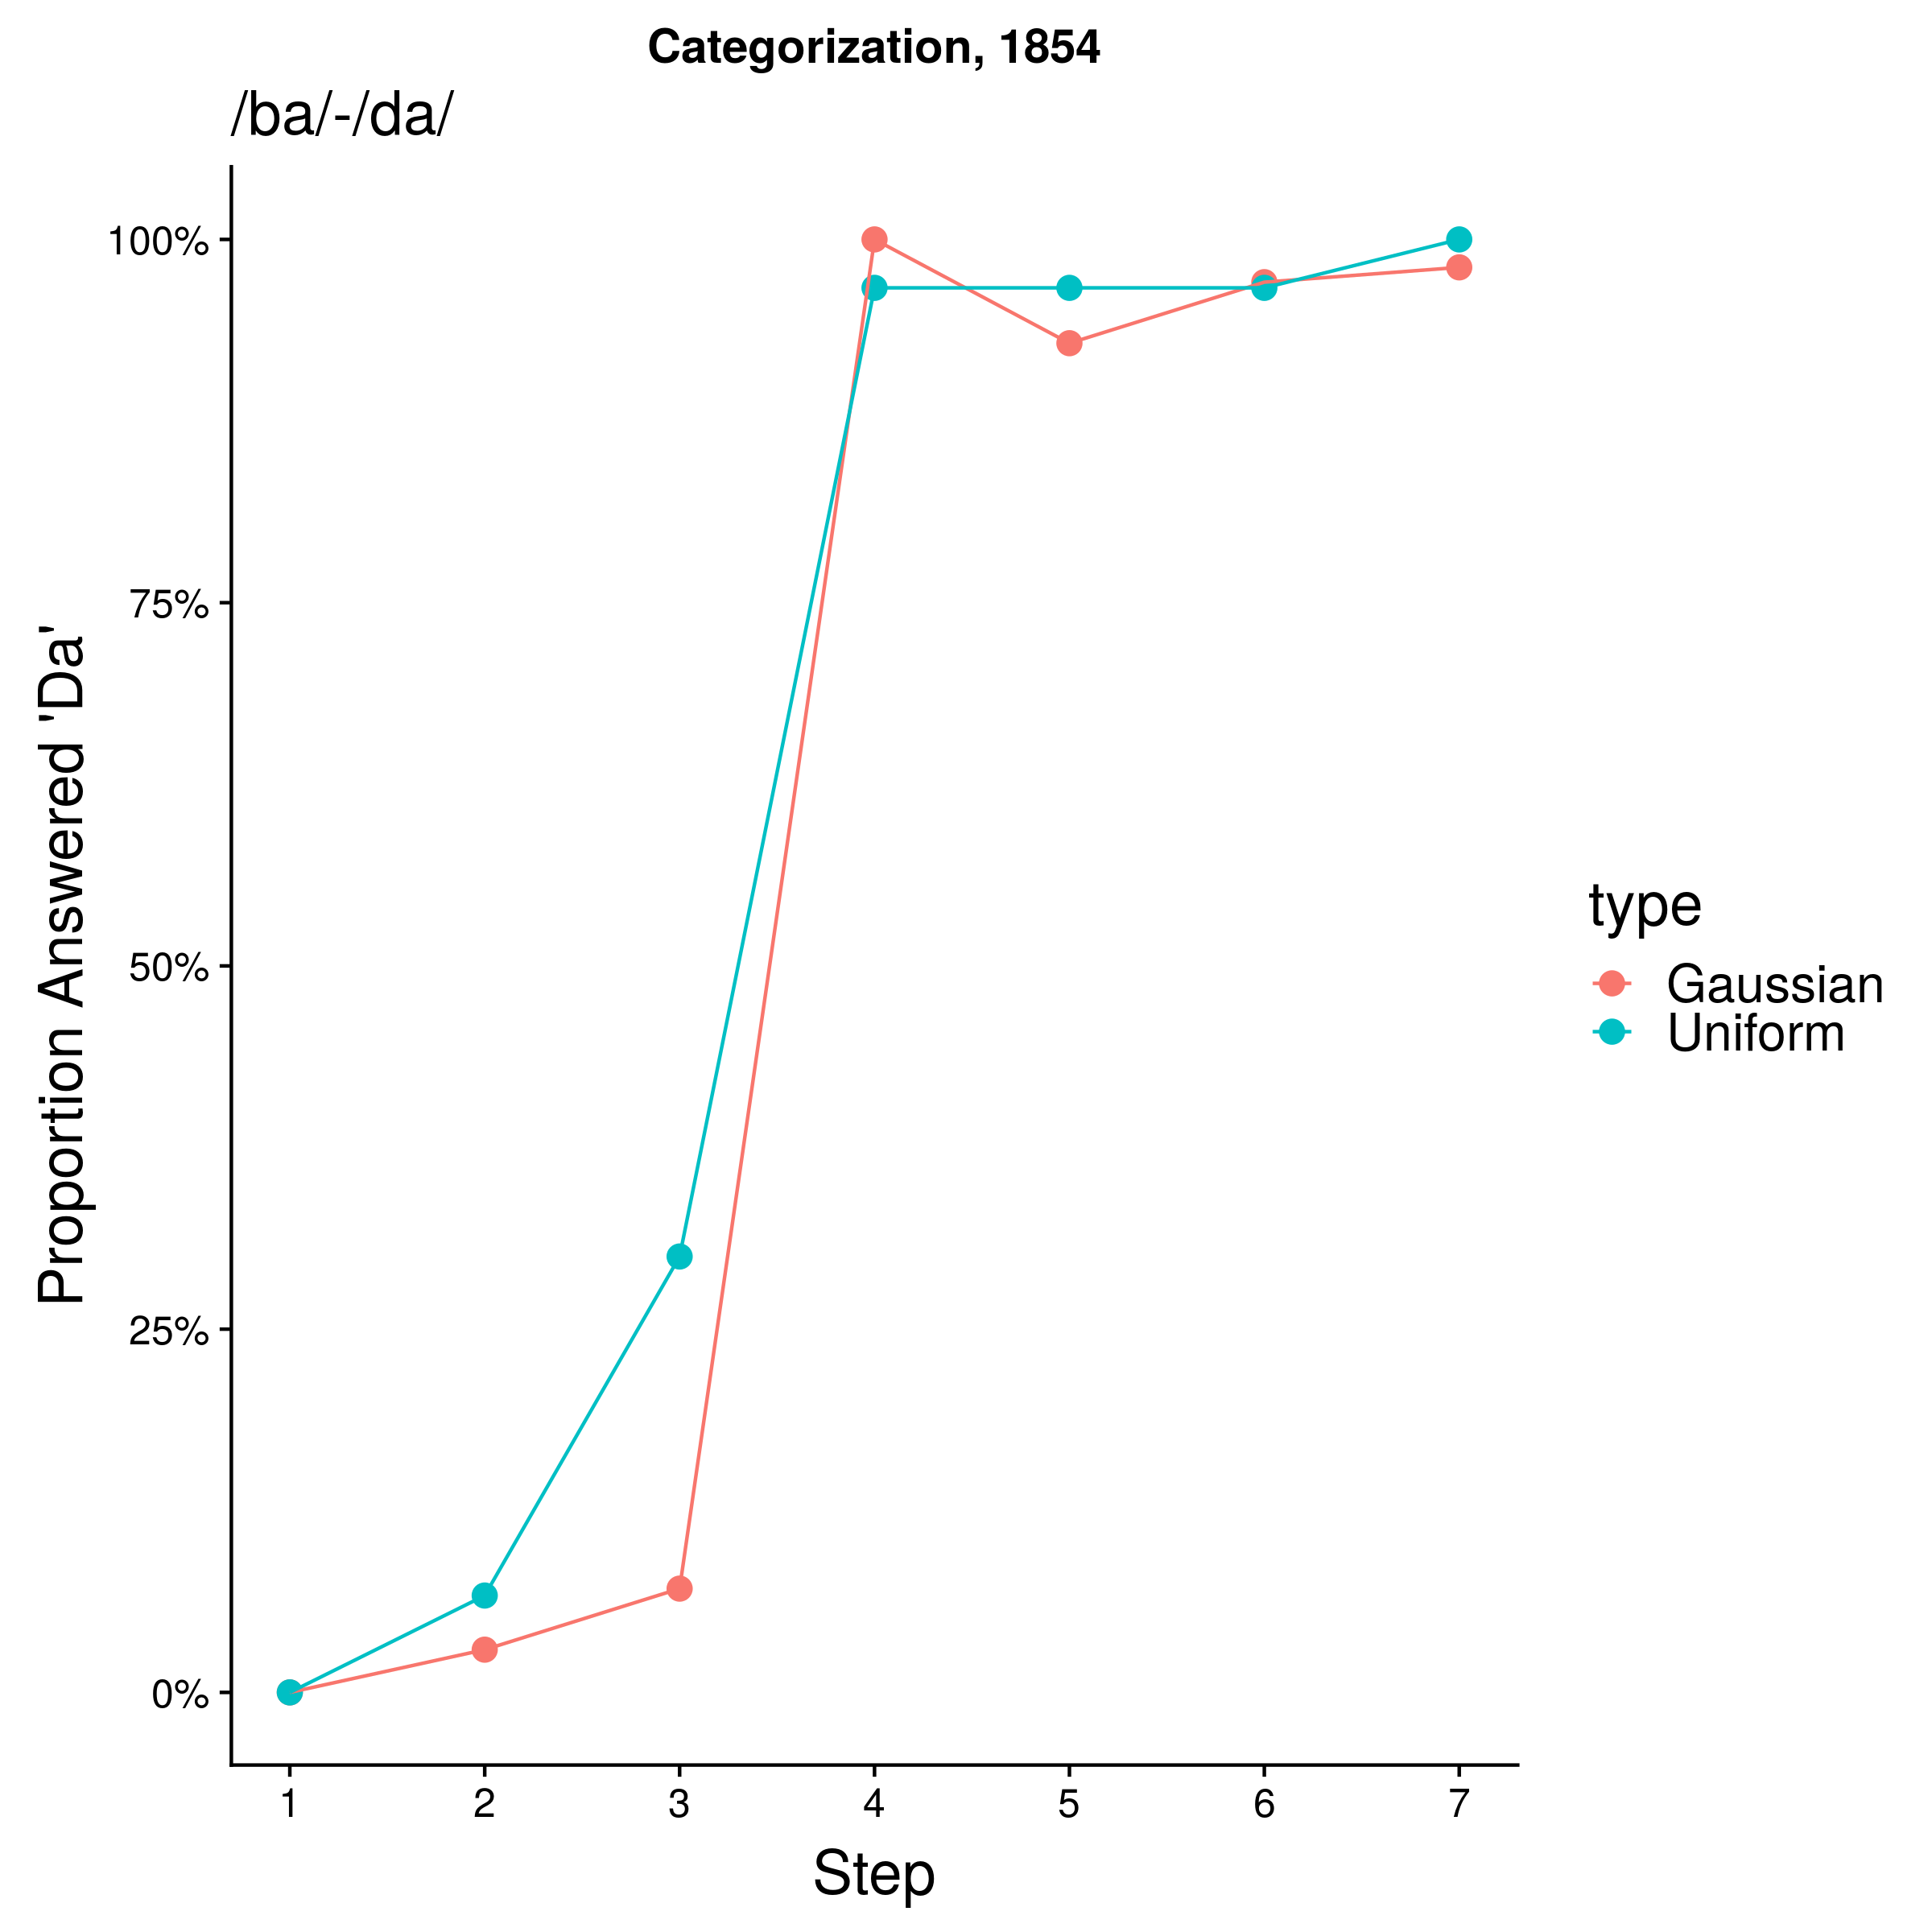 Categorization, 1854
/ba/-/da/
Proportion Answered 'Da'
100%
75%
50%
25%
0%
1 2 3 4 5 6 7
Step
type
Gaussian
Uniform